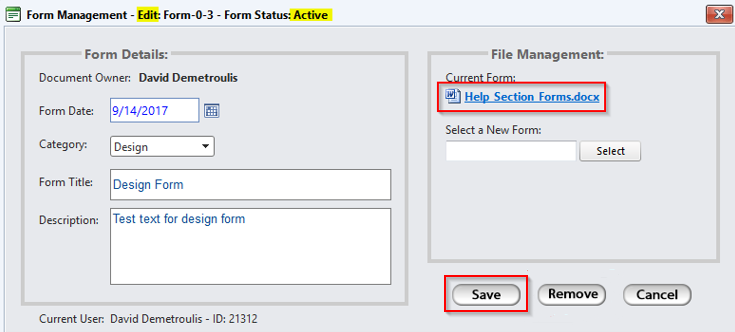 Form Management - Edit: Form-0-3 - Form Status: Active
X
Form Details:
Document Owner: David Demetroulis
Form Date: 9/14/2017
Category: Design
Form Title: Design Form
Description: Test text for design form
File Management:
Current Form:
Help Section Forms.docx
Select a New Form:
Select
Save Remove Cancel
Current User: David Demetroulis - ID: 21312